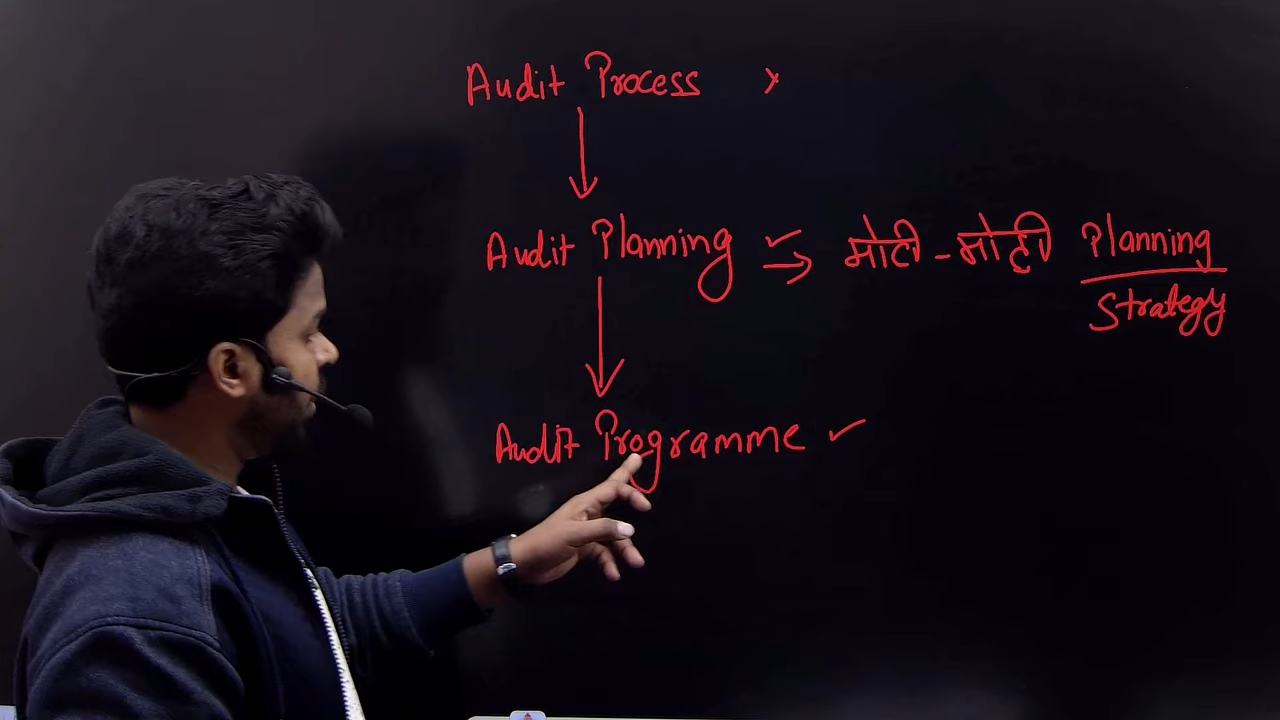 Audit Process
Audit Planning → मोटी - मोटी Planning
Strategy
Audit Programme